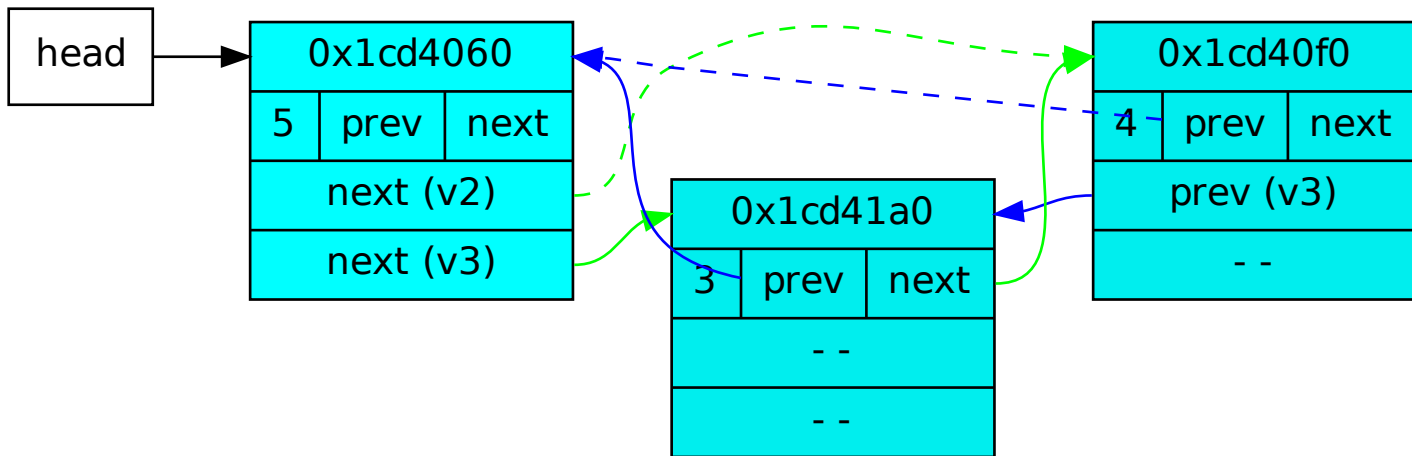 head
0x1cd4060
5 prev next
next (v2)
next (v3)
0x1cd41a0
3 prev next
- -
- -
0x1cd40f0
4 prev next
prev (v3)
- -